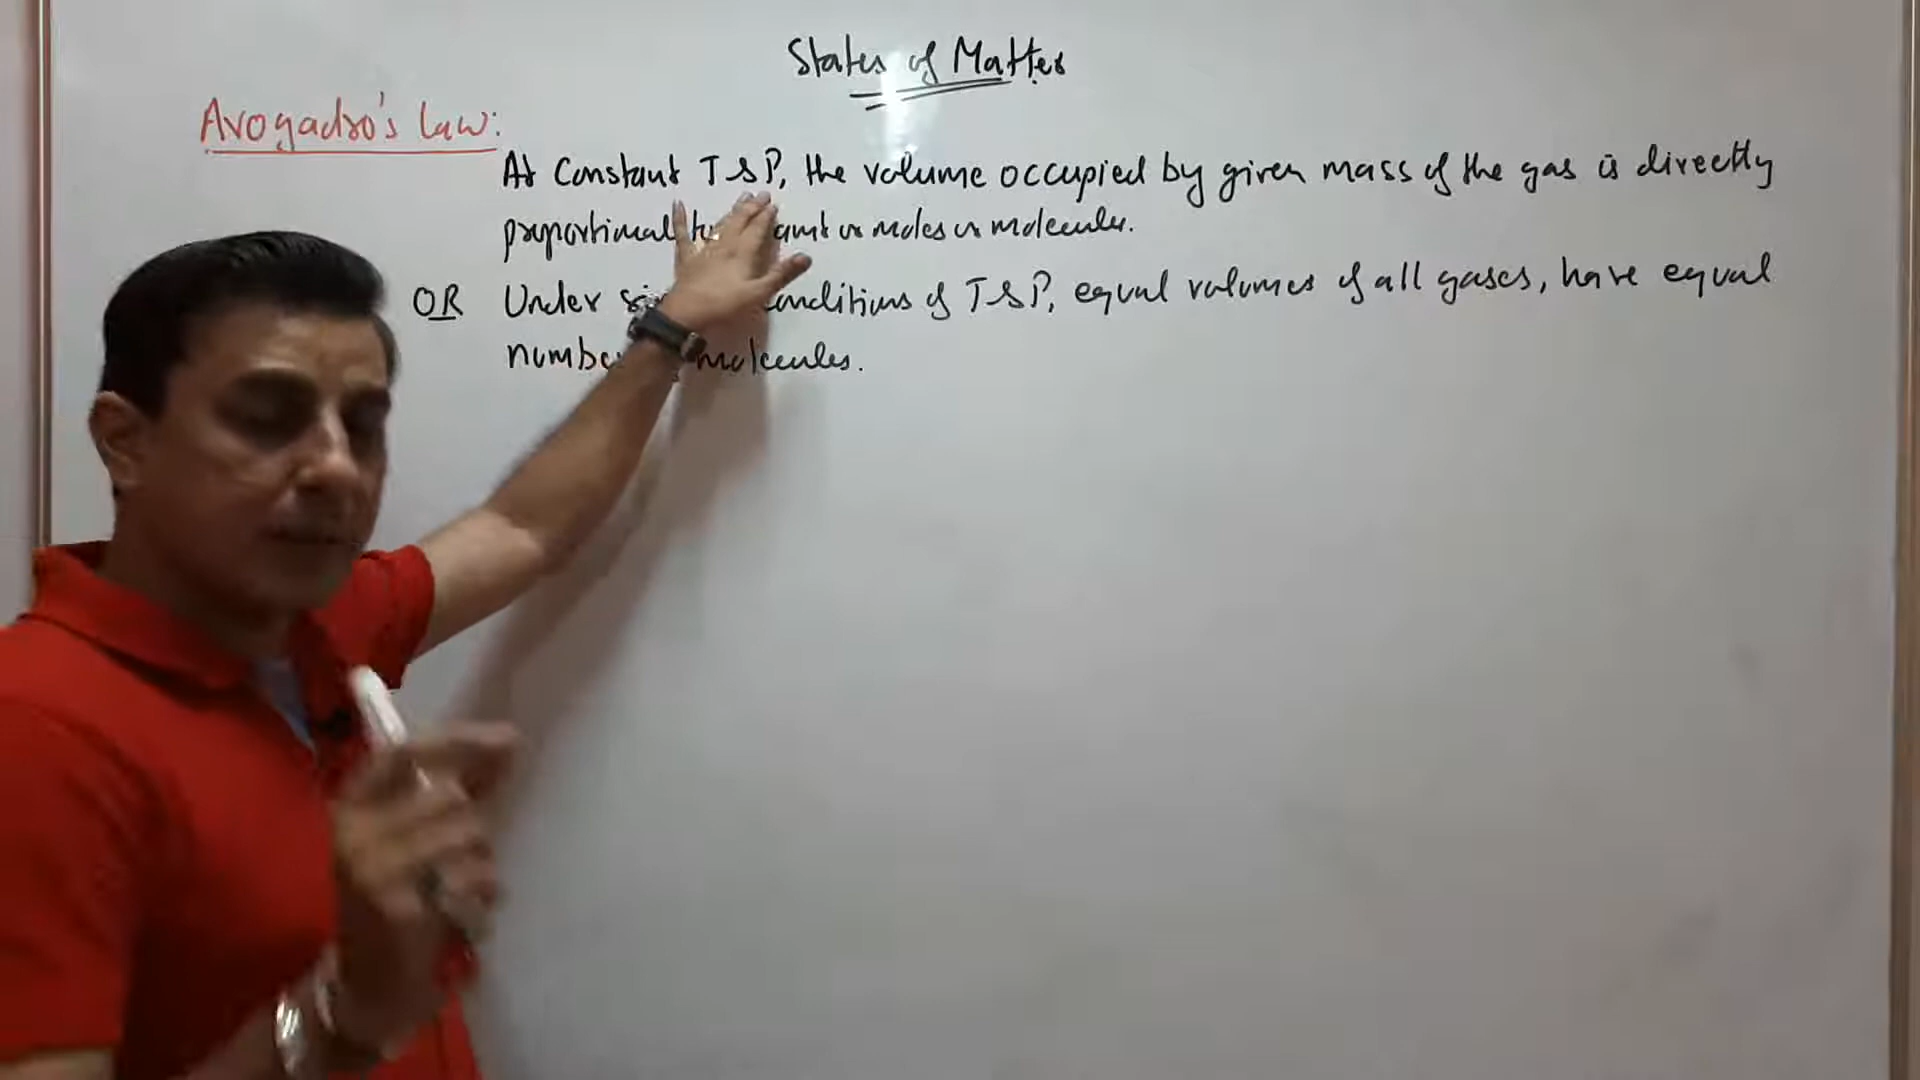 States of Matter
Avogadro's law:
At Constant T & P, the volume occupied by given mass of the gas is directly
proportional or moles or molecules.
OR Under conditions of T & P, equal volumes of all gases, have equal
molecules.